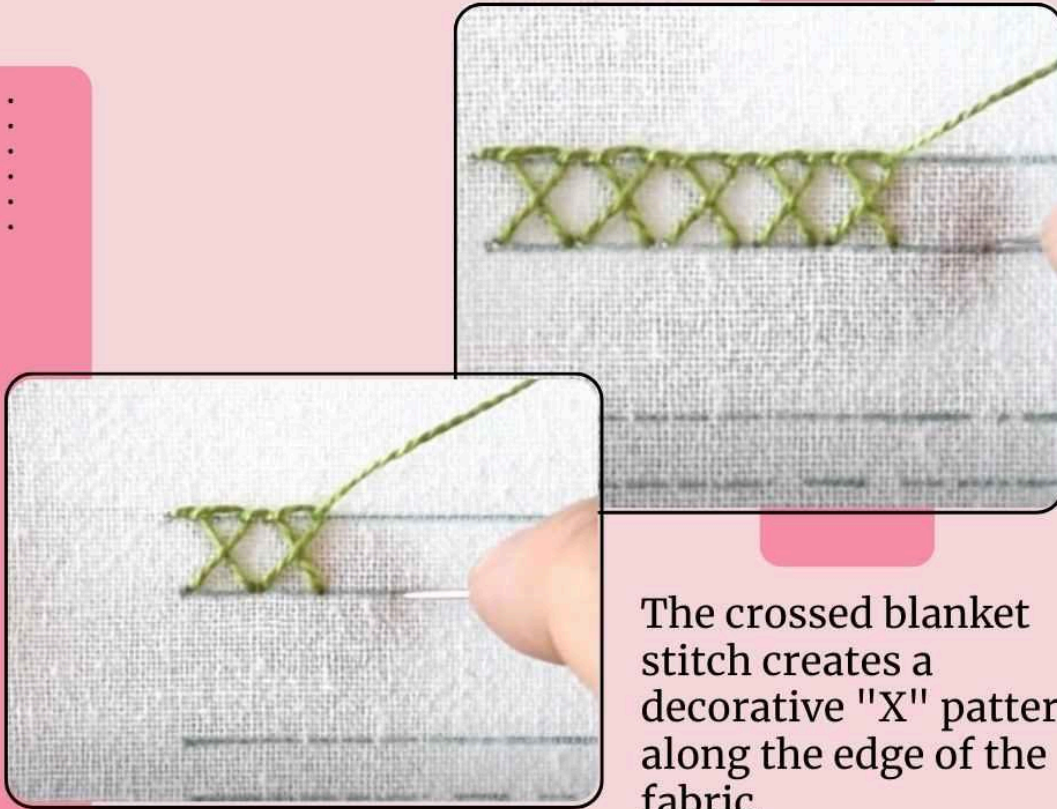 The crossed blanket
stitch creates a
decorative "X" patter
along the edge of the
fabric.